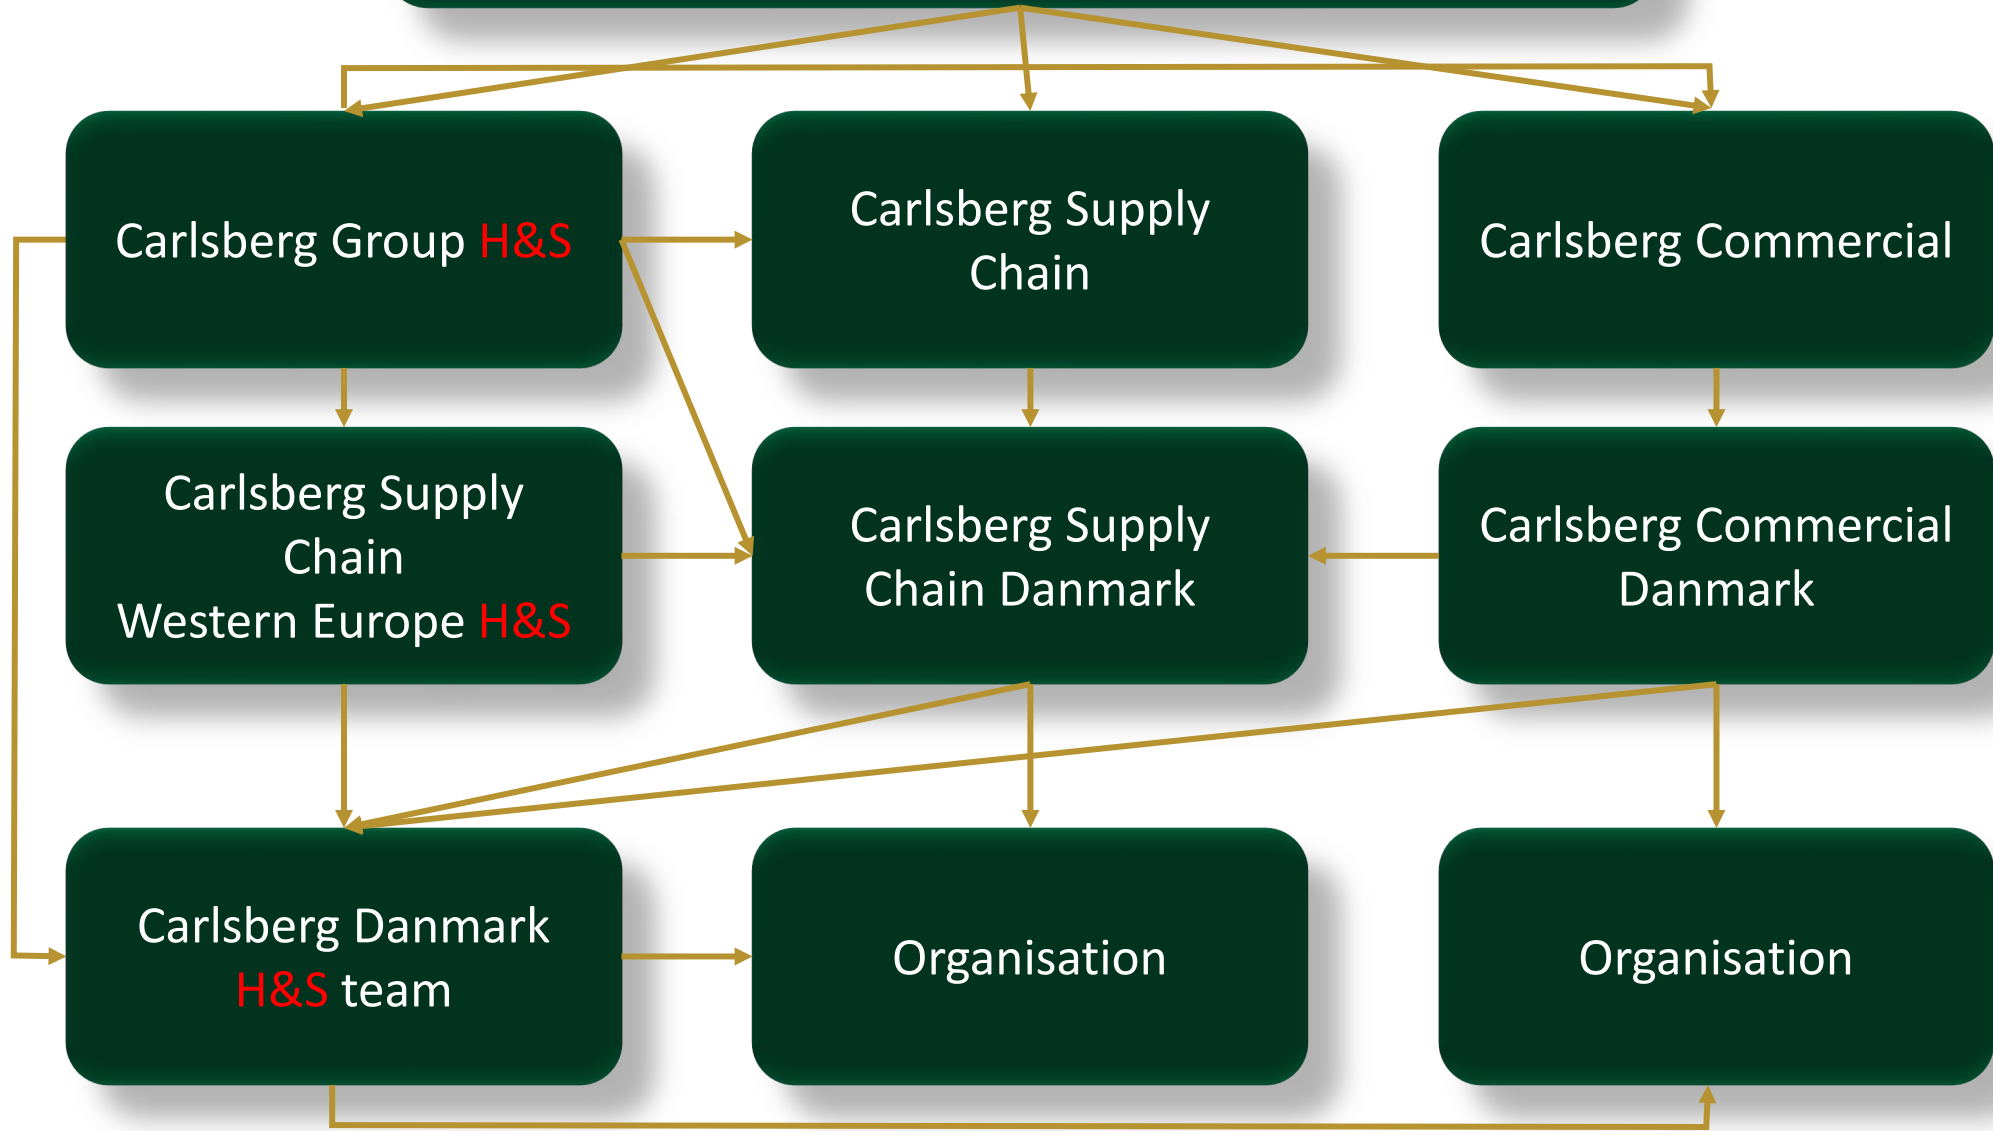 Carlsberg Group H&S
Carlsberg Supply
Chain
Carlsberg Commercial
Carlsberg Supply
Chain
Western Europe H&S
Carlsberg Supply
Chain Danmark
Carlsberg Commercial
Danmark
Carlsberg Danmark
H&S team
Organisation
Organisation